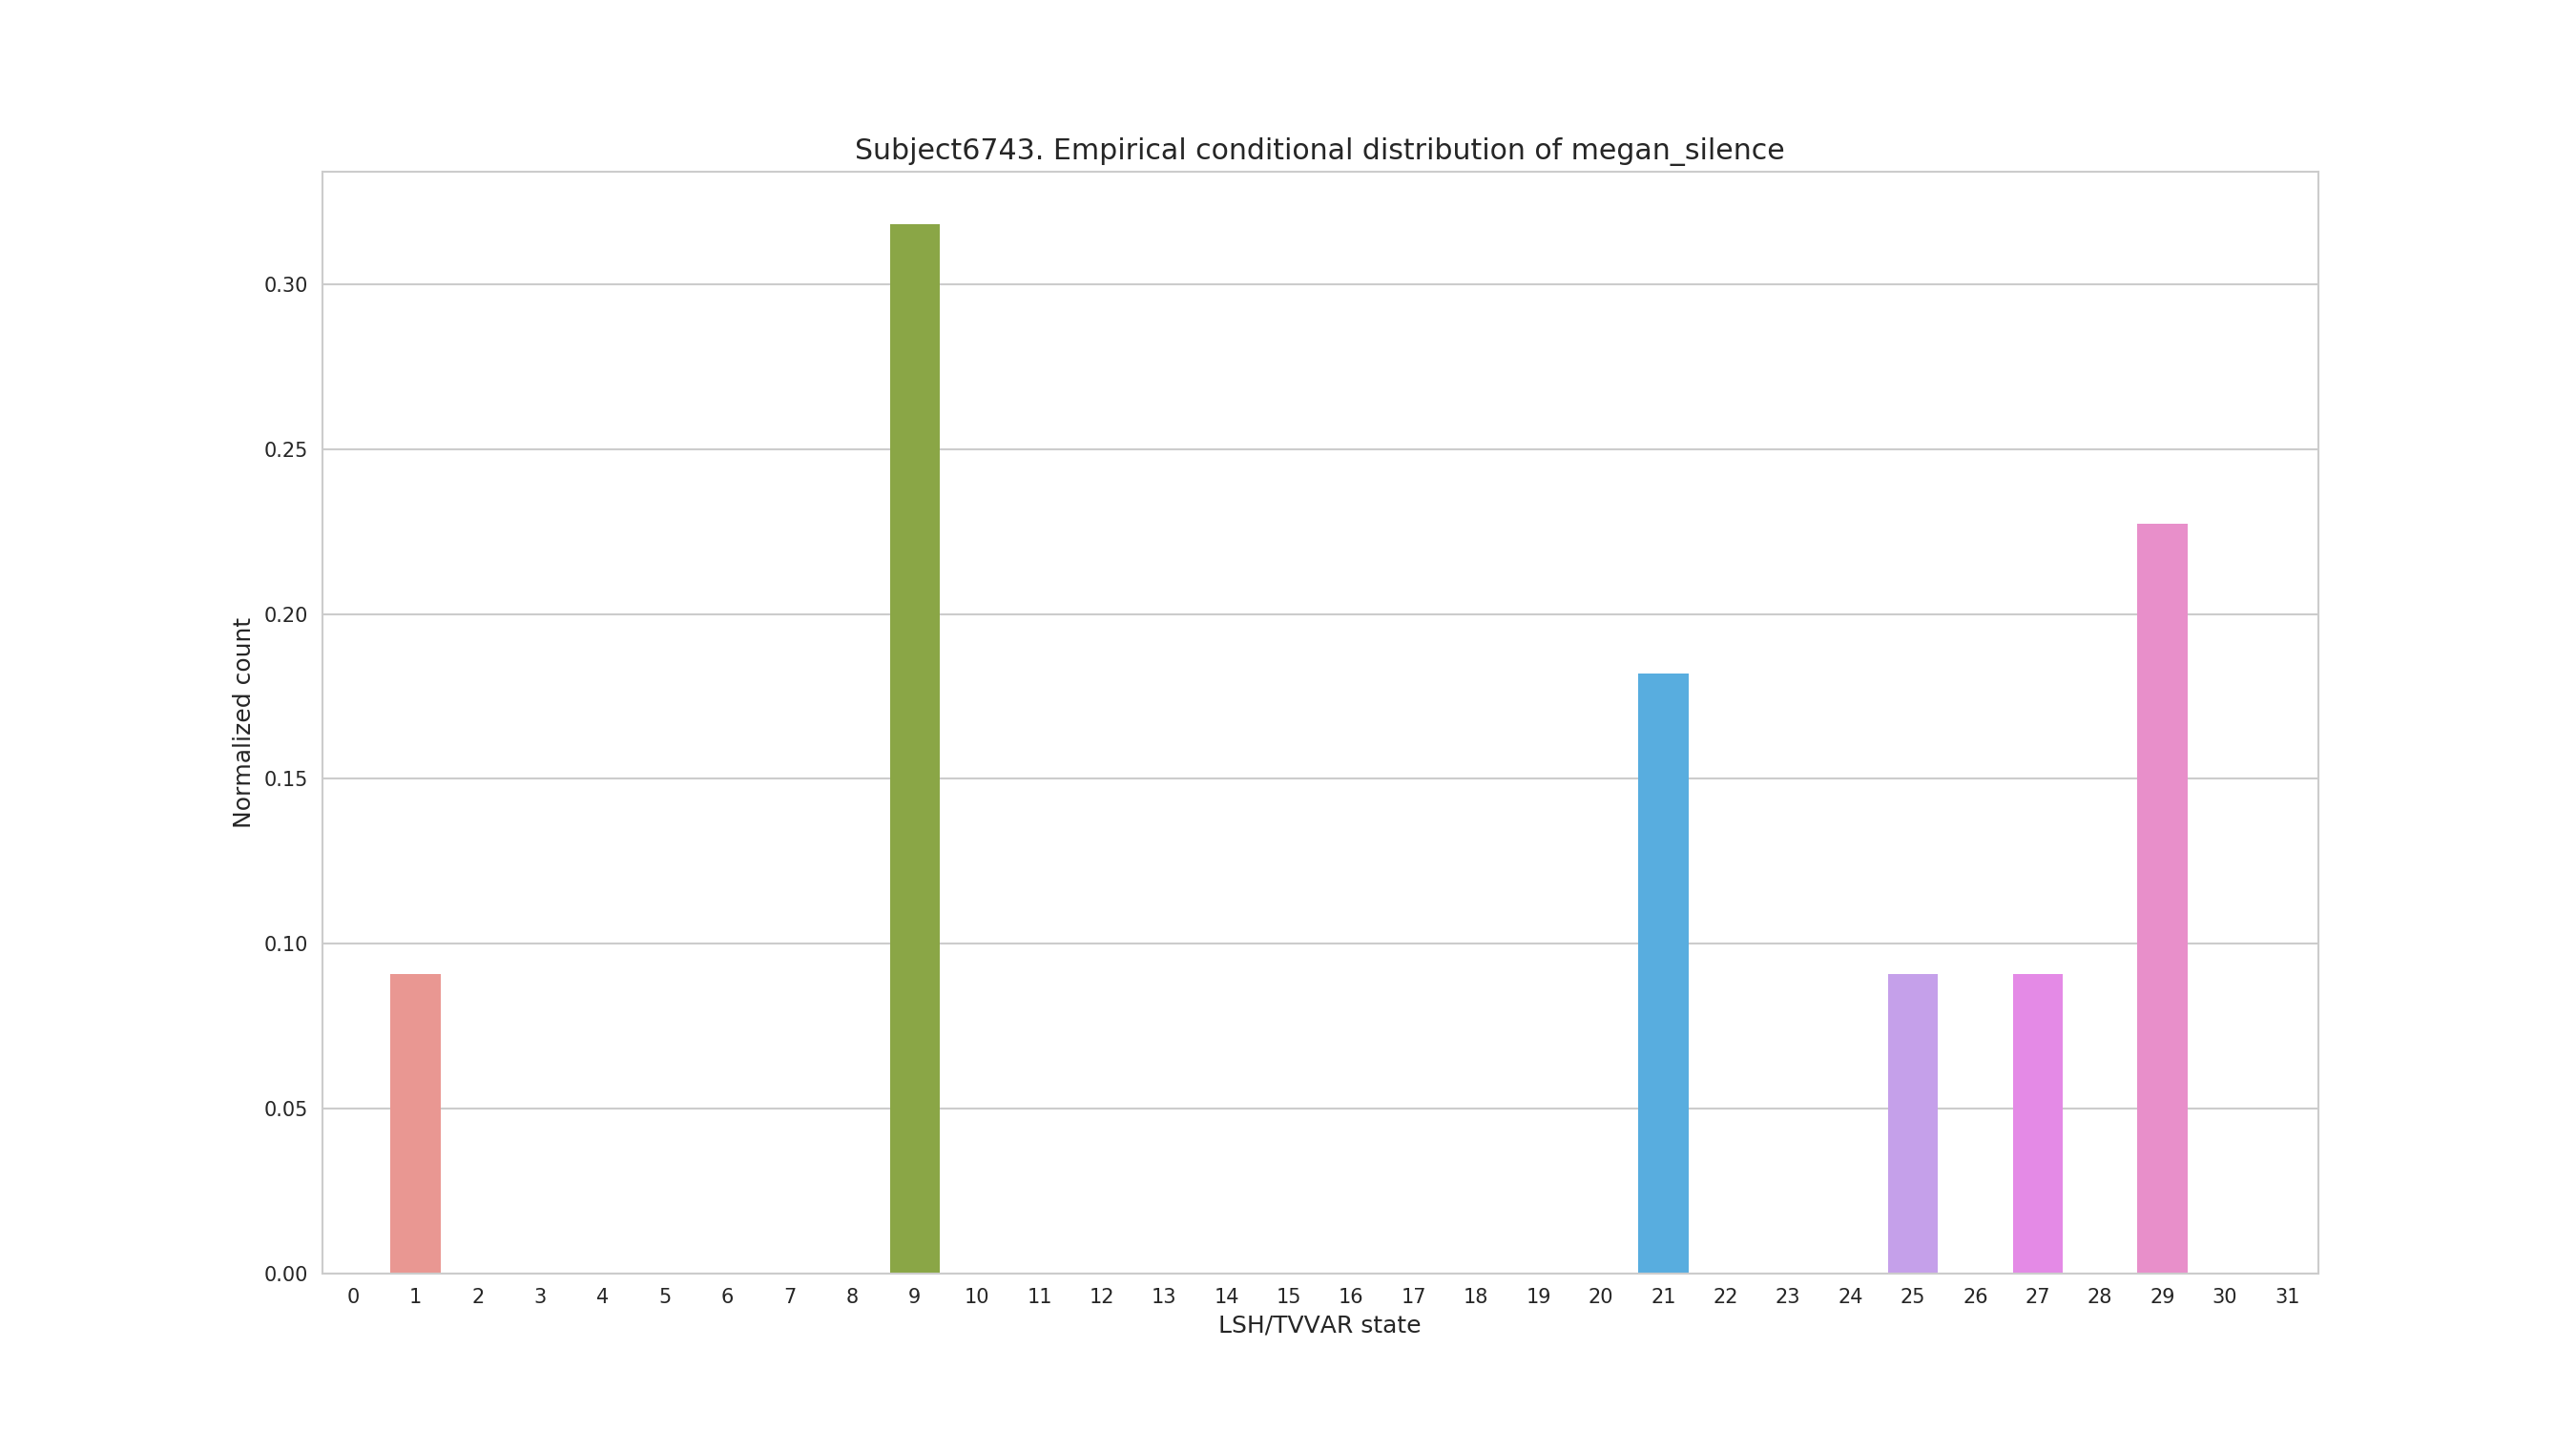 Subject6743. Empirical conditional distribution of megan_silence
0.30
0.25
0.20
0.15
0.10
0.05
0.00
Normalized count
0 1 2 3 4 5 6 7 8 9 10 11 12 13 14 15 16 17 18 19 20 21 22 23 24 25 26 27 28 29 30 31
LSH/TVVAR state